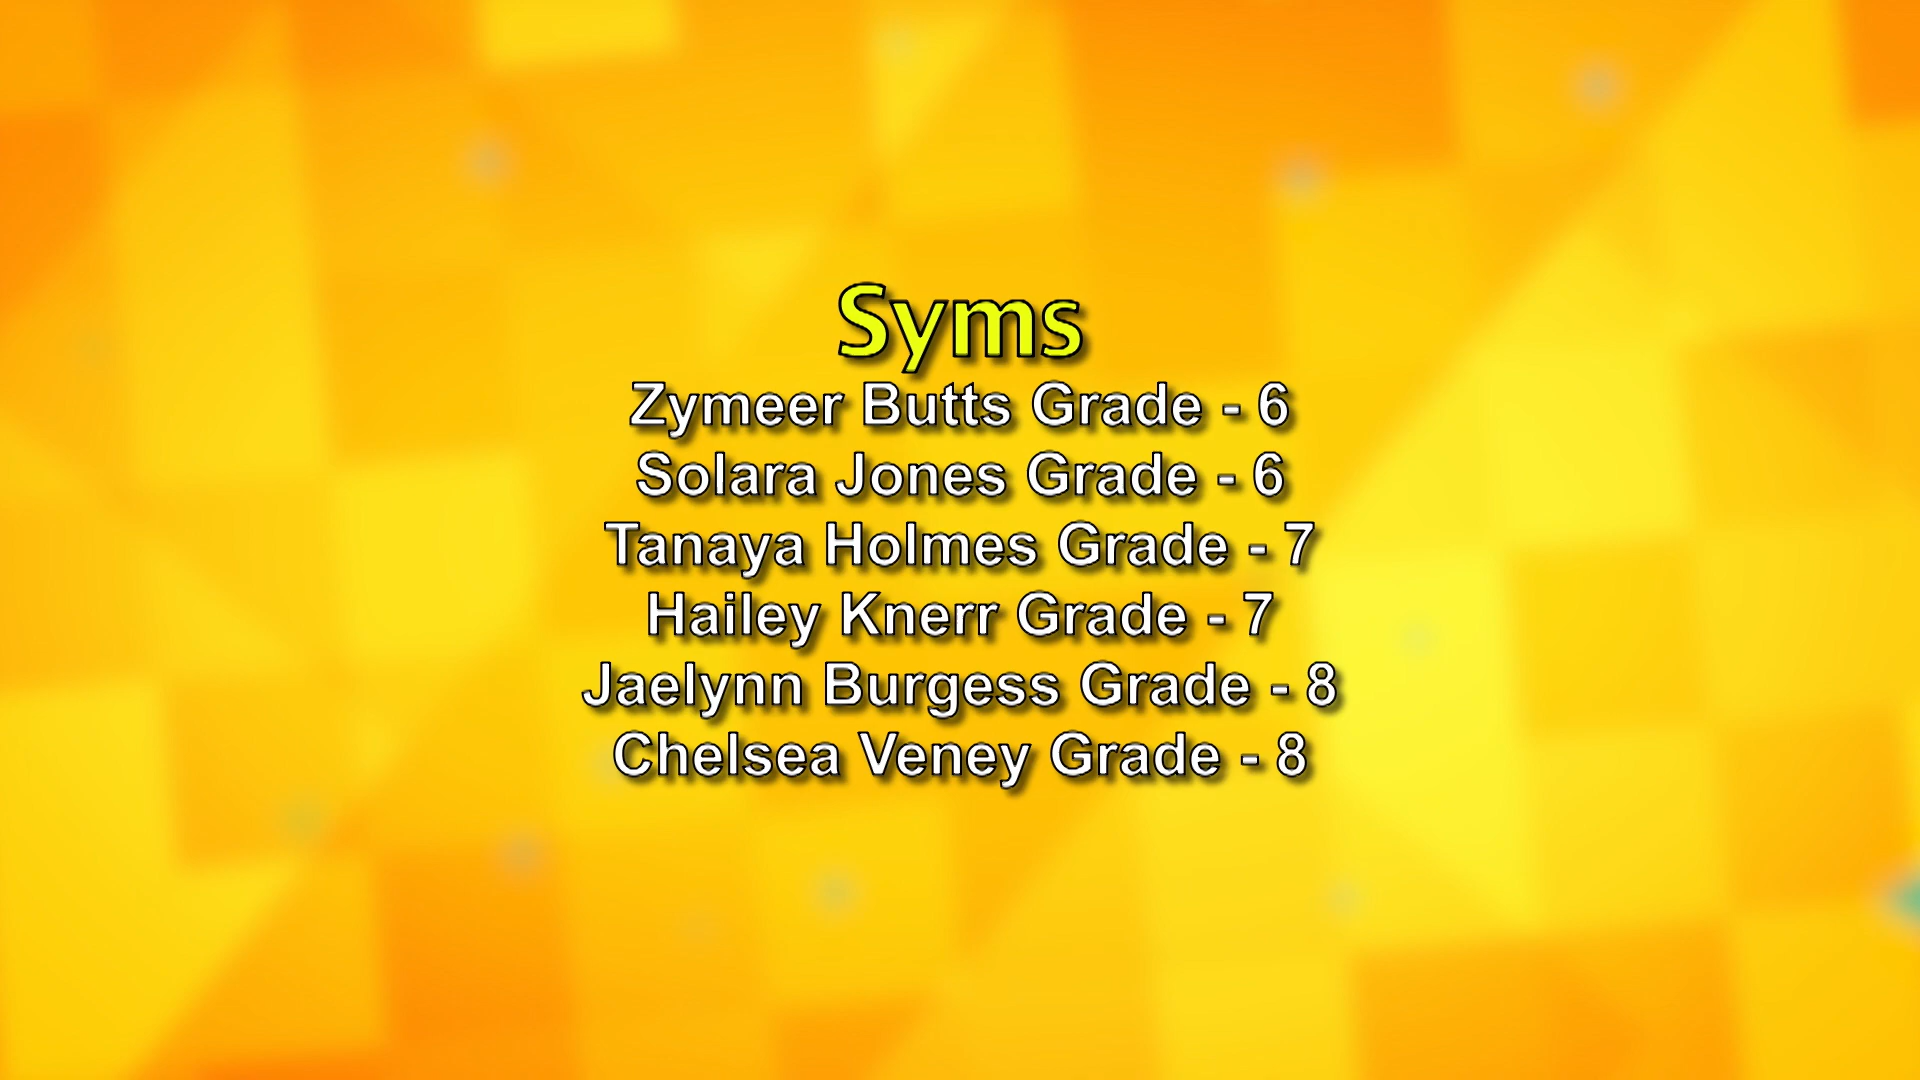 Syms
Zymeer Butts Grade - 6
Solara Jones Grade - 6
Tanaya Holmes Grade - 7
Hailey Knerr Grade - 7
Jaelynn Burgess Grade - 8
Chelsea Veney Grade - 8